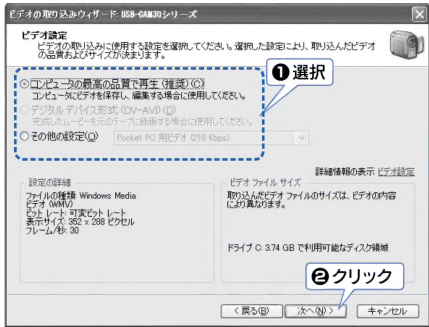 ビデオの取り込みウィザード: USB-CAM30シリーズ
ビデオ設定
ビデオの取り込みに使用する設定を選択してください。選択した設定により、取り込んだビデオ
の品質およびサイズが決まります。
❶選択
コンピュータの最高の品質で再生 (推奨)(C)
コンピュータにビデオを保存し、編集する場合に使用してください。
デジタル デバイス形式 (DV-AVI)(D)
完成したムービーを元のテープに録画する場合に使用してください。
その他の設定(O) Pocket PC 用ビデオ (218 Kbps)
詳細情報の表示 ビデオ設定
設定の詳細
ファイルの種類: Windows Media
ビデオ (WMV)
ビット レート: 可変ビット レート
表示サイズ: 352 x 288 ピクセル
フレーム/秒: 30
ビデオ ファイル サイズ
取り込んだビデオ ファイルのサイズは、ビデオの内容
により異なります。
ドライブ C: 3.74 GB で利用可能なディスク領域
❷クリック
< 戻る(B) 次へ(N) > キャンセル